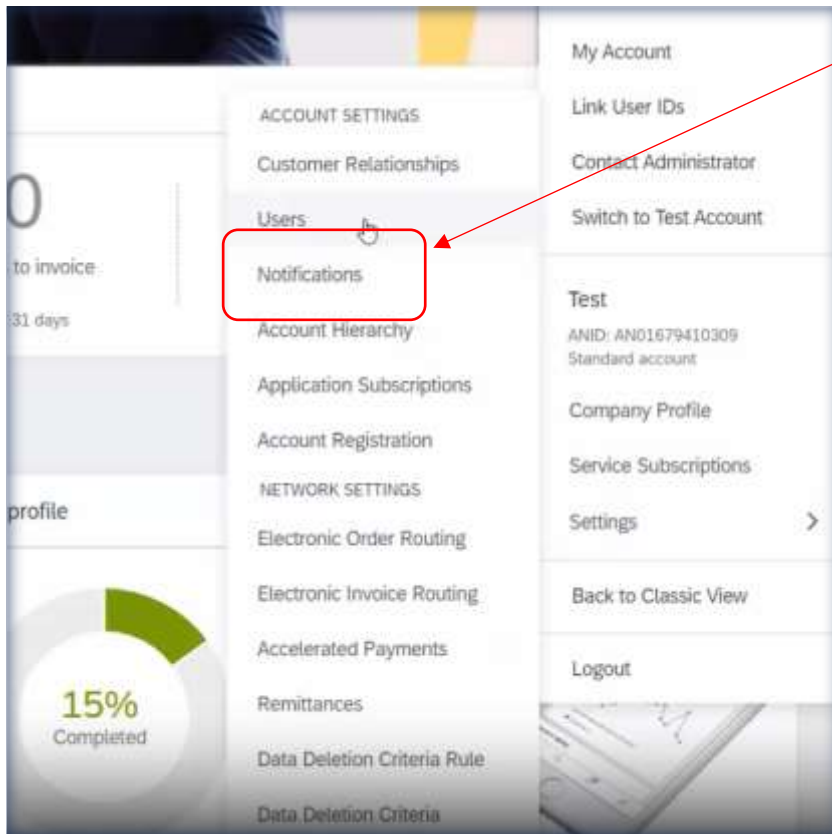 0
to invoice
31 days
profile
15%
Completed
ACCOUNT SETTINGS
Customer Relationships
Users
Notifications
Account Hierarchy
Application Subscriptions
Account Registration
NETWORK SETTINGS
Electronic Order Routing
Electronic Invoice Routing
Accelerated Payments
Remittances
Data Deletion Criteria Rule
Data Deletion Criteria
My Account
Link User IDs
Contact Administrator
Switch to Test Account
Test
ANID: AN01679410309
Standard account
Company Profile
Service Subscriptions
Settings
Back to Classic View
Logout